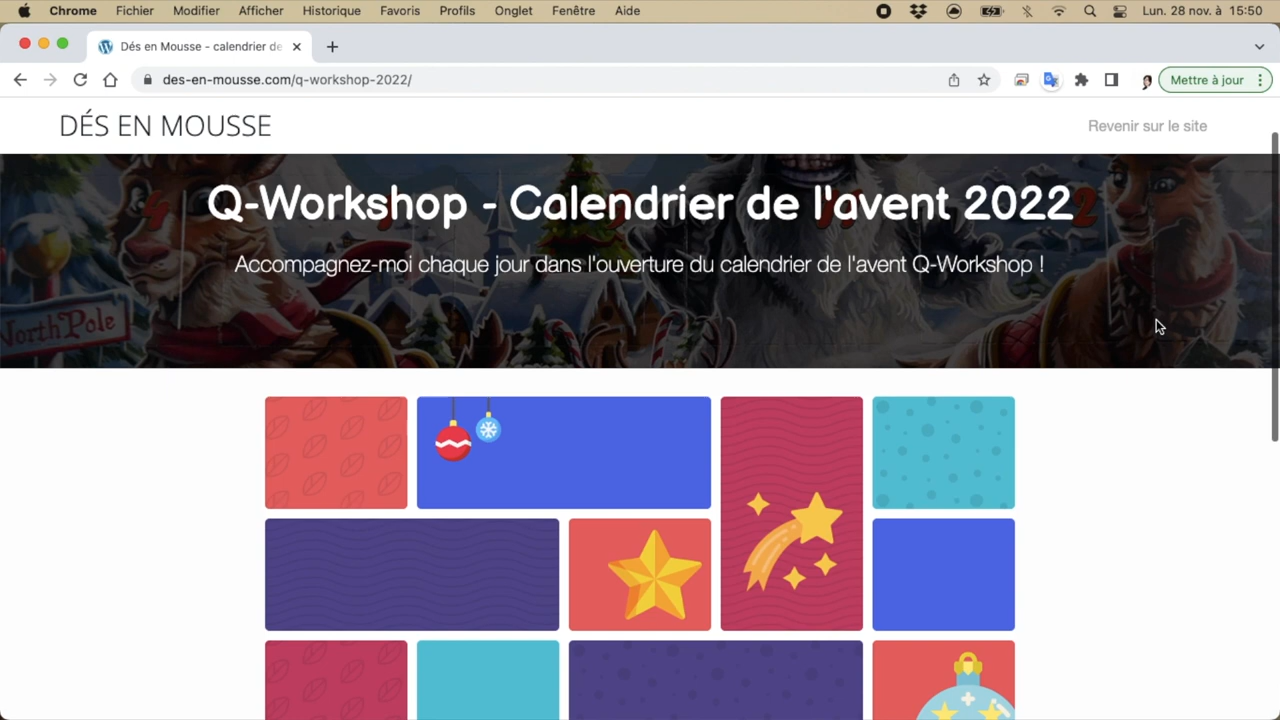 Chrome Fichier Modifier Afficher Historique Favoris Profils Onglet Fenêtre Aide Lun. 28 nov. à 15:50
Dés en Mousse - calendrier de
des-en-mousse.com/q-workshop-2022/ Mettre à jour
DÉS EN MOUSSE Revenir sur le site
Q-Workshop - Calendrier de l'avent 2022
Accompagnez-moi chaque jour dans l'ouverture du calendrier de l'avent Q-Workshop !
North Pole